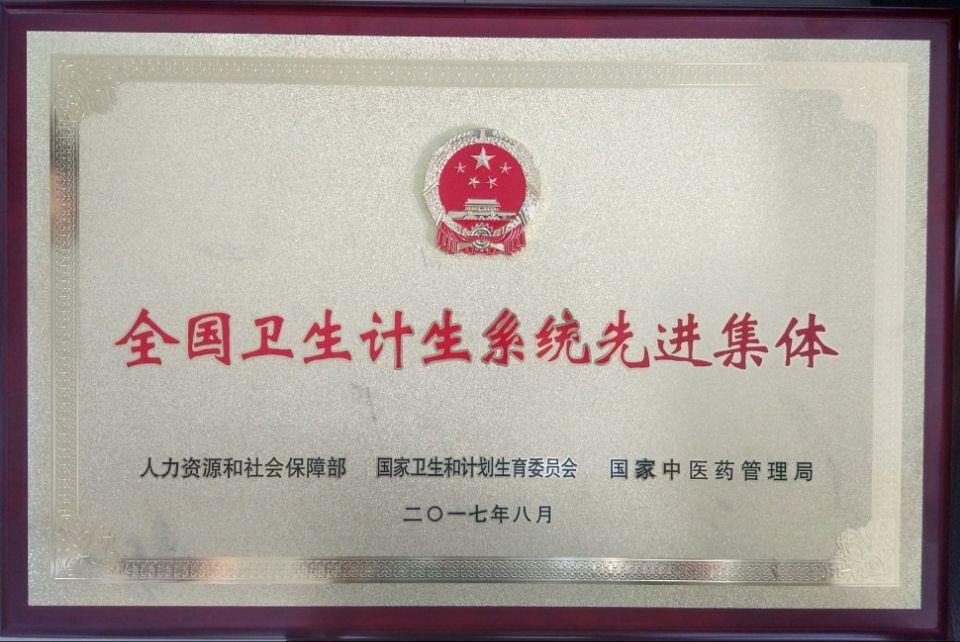 全国卫生计生系统先进集体
人力资源和社会保障部 国家卫生和计划生育委员会 国家中医药管理局
二〇一七年八月